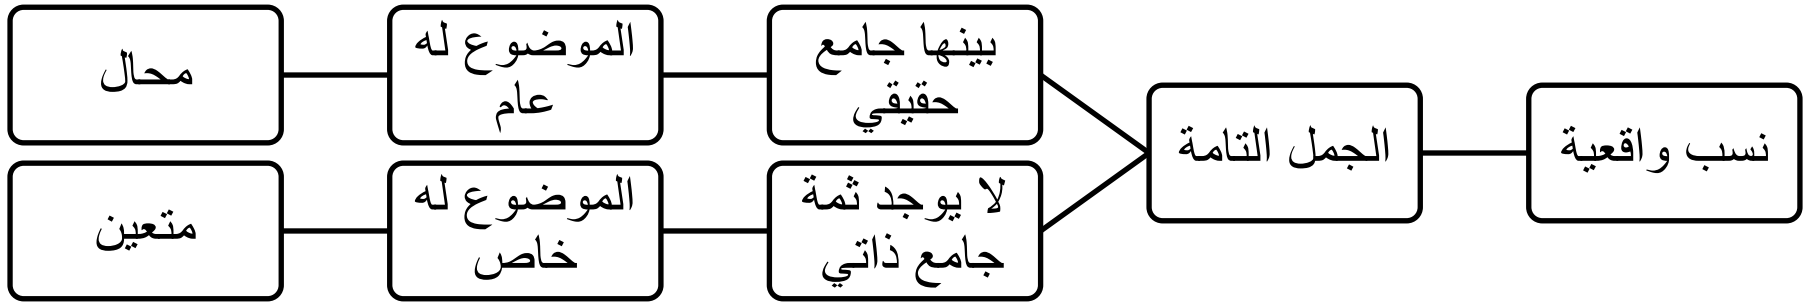 نسب واقعية
الجمل التامة
بينها جامع
حقيقي
الموضوع له
عام
محال
لا يوجد ثمة
جامع ذاتي
الموضوع له
خاص
متعين